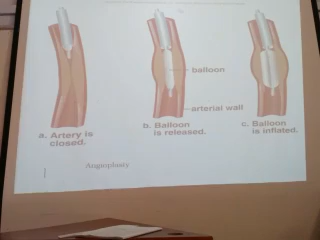 balloon
arterial wall
a. Artery is
closed.
b. Balloon
is released.
c. Balloon
is inflated.
Angioplasty